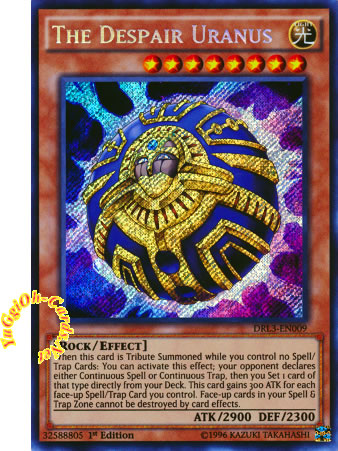 THE DESPAIR URANUS
LIGHT
光
DRL3-EN009
[ROCK/EFFECT]
When this card is Tribute Summoned while you control no Spell/
Trap Cards: You can activate this effect; your opponent declares
either Continuous Spell or Continuous Trap, then you Set 1 card of
that type directly from your Deck. This card gains 300 ATK for each
face-up Spell/Trap Card you control. Face-up cards in your Spell &
Trap Zone cannot be destroyed by card effects.
ATK/2900 DEF/2300
32588805 1st Edition ©1996 KAZUKI TAKAHASHI